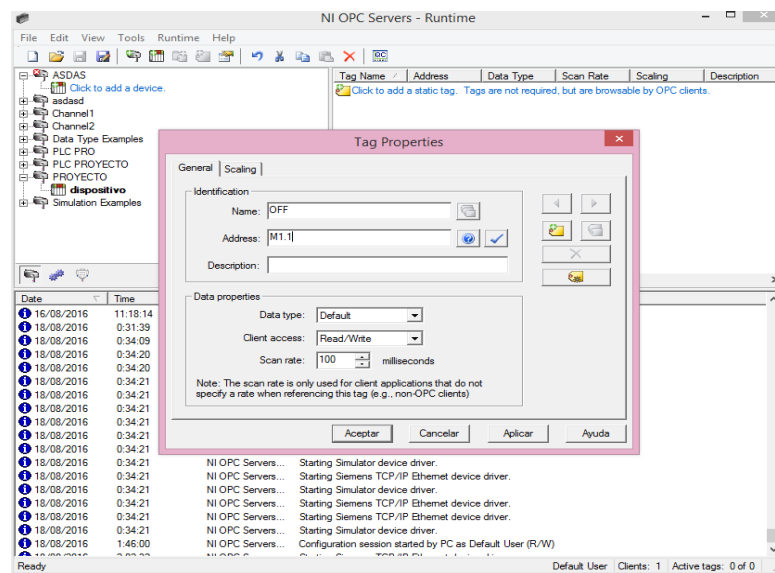 NI OPC Servers - Runtime
File Edit View Tools Runtime Help
ASDAS
Click to add a device.
asdasd
Channel1
Channel2
Data Type Examples
PLC PRO
PLC PROYECTO
PROYECTO
dispositivo
Simulation Examples
Tag Name Address Data Type Scan Rate Scaling Description
Click to add a static tag. Tags are not required, but are browsable by OPC clients.
Tag Properties
General Scaling
Identification
Name: OFF
Address: M1.1
Description:
Data properties
Data type: Default
Client access: Read/Write
Scan rate: 100 milliseconds
Note: The scan rate is only used for client applications that do not
specify a rate when referencing this tag (e.g., non-OPC clients)
Aceptar Cancelar Aplicar Ayuda
Date Time
16/08/2016 11:18:14
18/08/2016 0:31:39
18/08/2016 0:34:09
18/08/2016 0:34:20
18/08/2016 0:34:20
18/08/2016 0:34:21
18/08/2016 0:34:21
18/08/2016 0:34:21
18/08/2016 0:34:21
18/08/2016 0:34:21
18/08/2016 0:34:21
18/08/2016 0:34:21 NI OPC Servers... Starting Simulator device driver.
18/08/2016 0:34:21 NI OPC Servers... Starting Siemens TCP/IP Ethernet device driver.
18/08/2016 0:34:21 NI OPC Servers... Starting Simulator device driver.
18/08/2016 0:34:21 NI OPC Servers... Starting Siemens TCP/IP Ethernet device driver.
18/08/2016 0:34:21 NI OPC Servers... Starting Siemens TCP/IP Ethernet device driver.
18/08/2016 0:34:21 NI OPC Servers... Starting Simulator device driver.
18/08/2016 1:46:00 NI OPC Servers... Configuration session started by PC as Default User (R/W)
Ready Default User Clients: 1 Active tags: 0 of 0